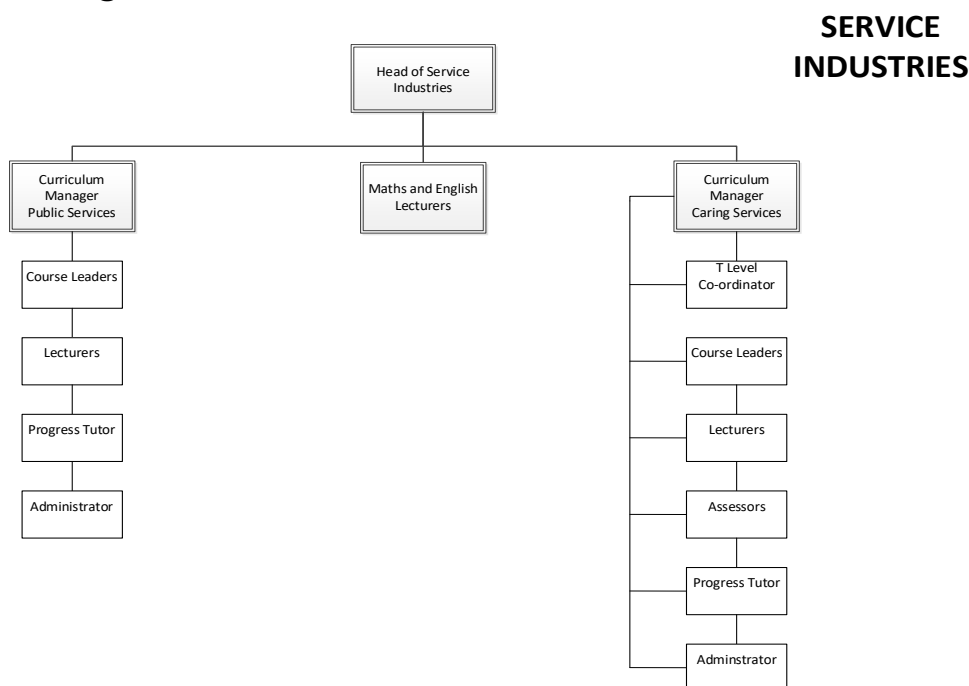 SERVICE
INDUSTRIES
Head of Service
Industries
Curriculum
Manager
Public Services
Maths and English
Lecturers
Curriculum
Manager
Caring Services
Course Leaders
Lecturers
Progress Tutor
Administrator
T Level
Co-ordinator
Course Leaders
Lecturers
Assessors
Progress Tutor
Adminstrator